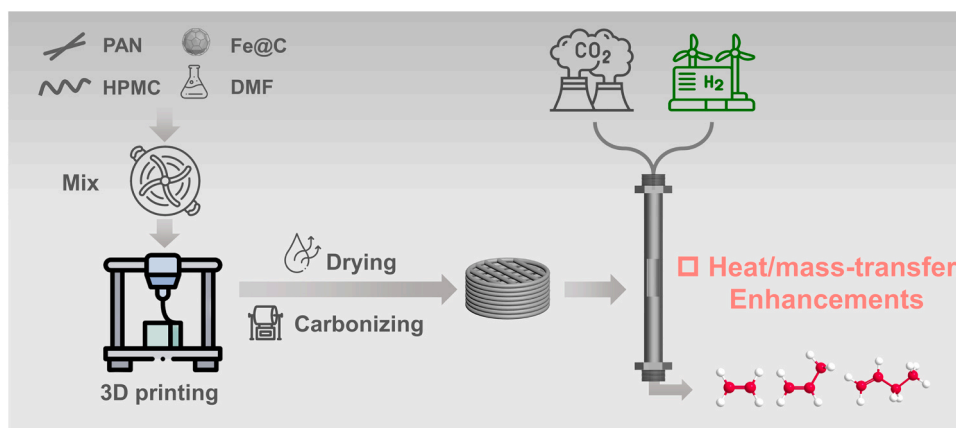 PAN
Fe@C
HPMC
DMF
Mix
3D printing
Drying
Carbonizing
CO2
H2
Heat/mass-transfer
Enhancements